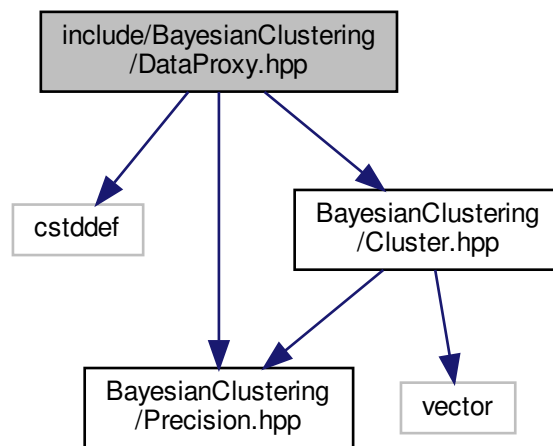 include/BayesianClustering
/DataProxy.hpp
cstddef
BayesianClustering
/Cluster.hpp
BayesianClustering
/Precision.hpp
vector